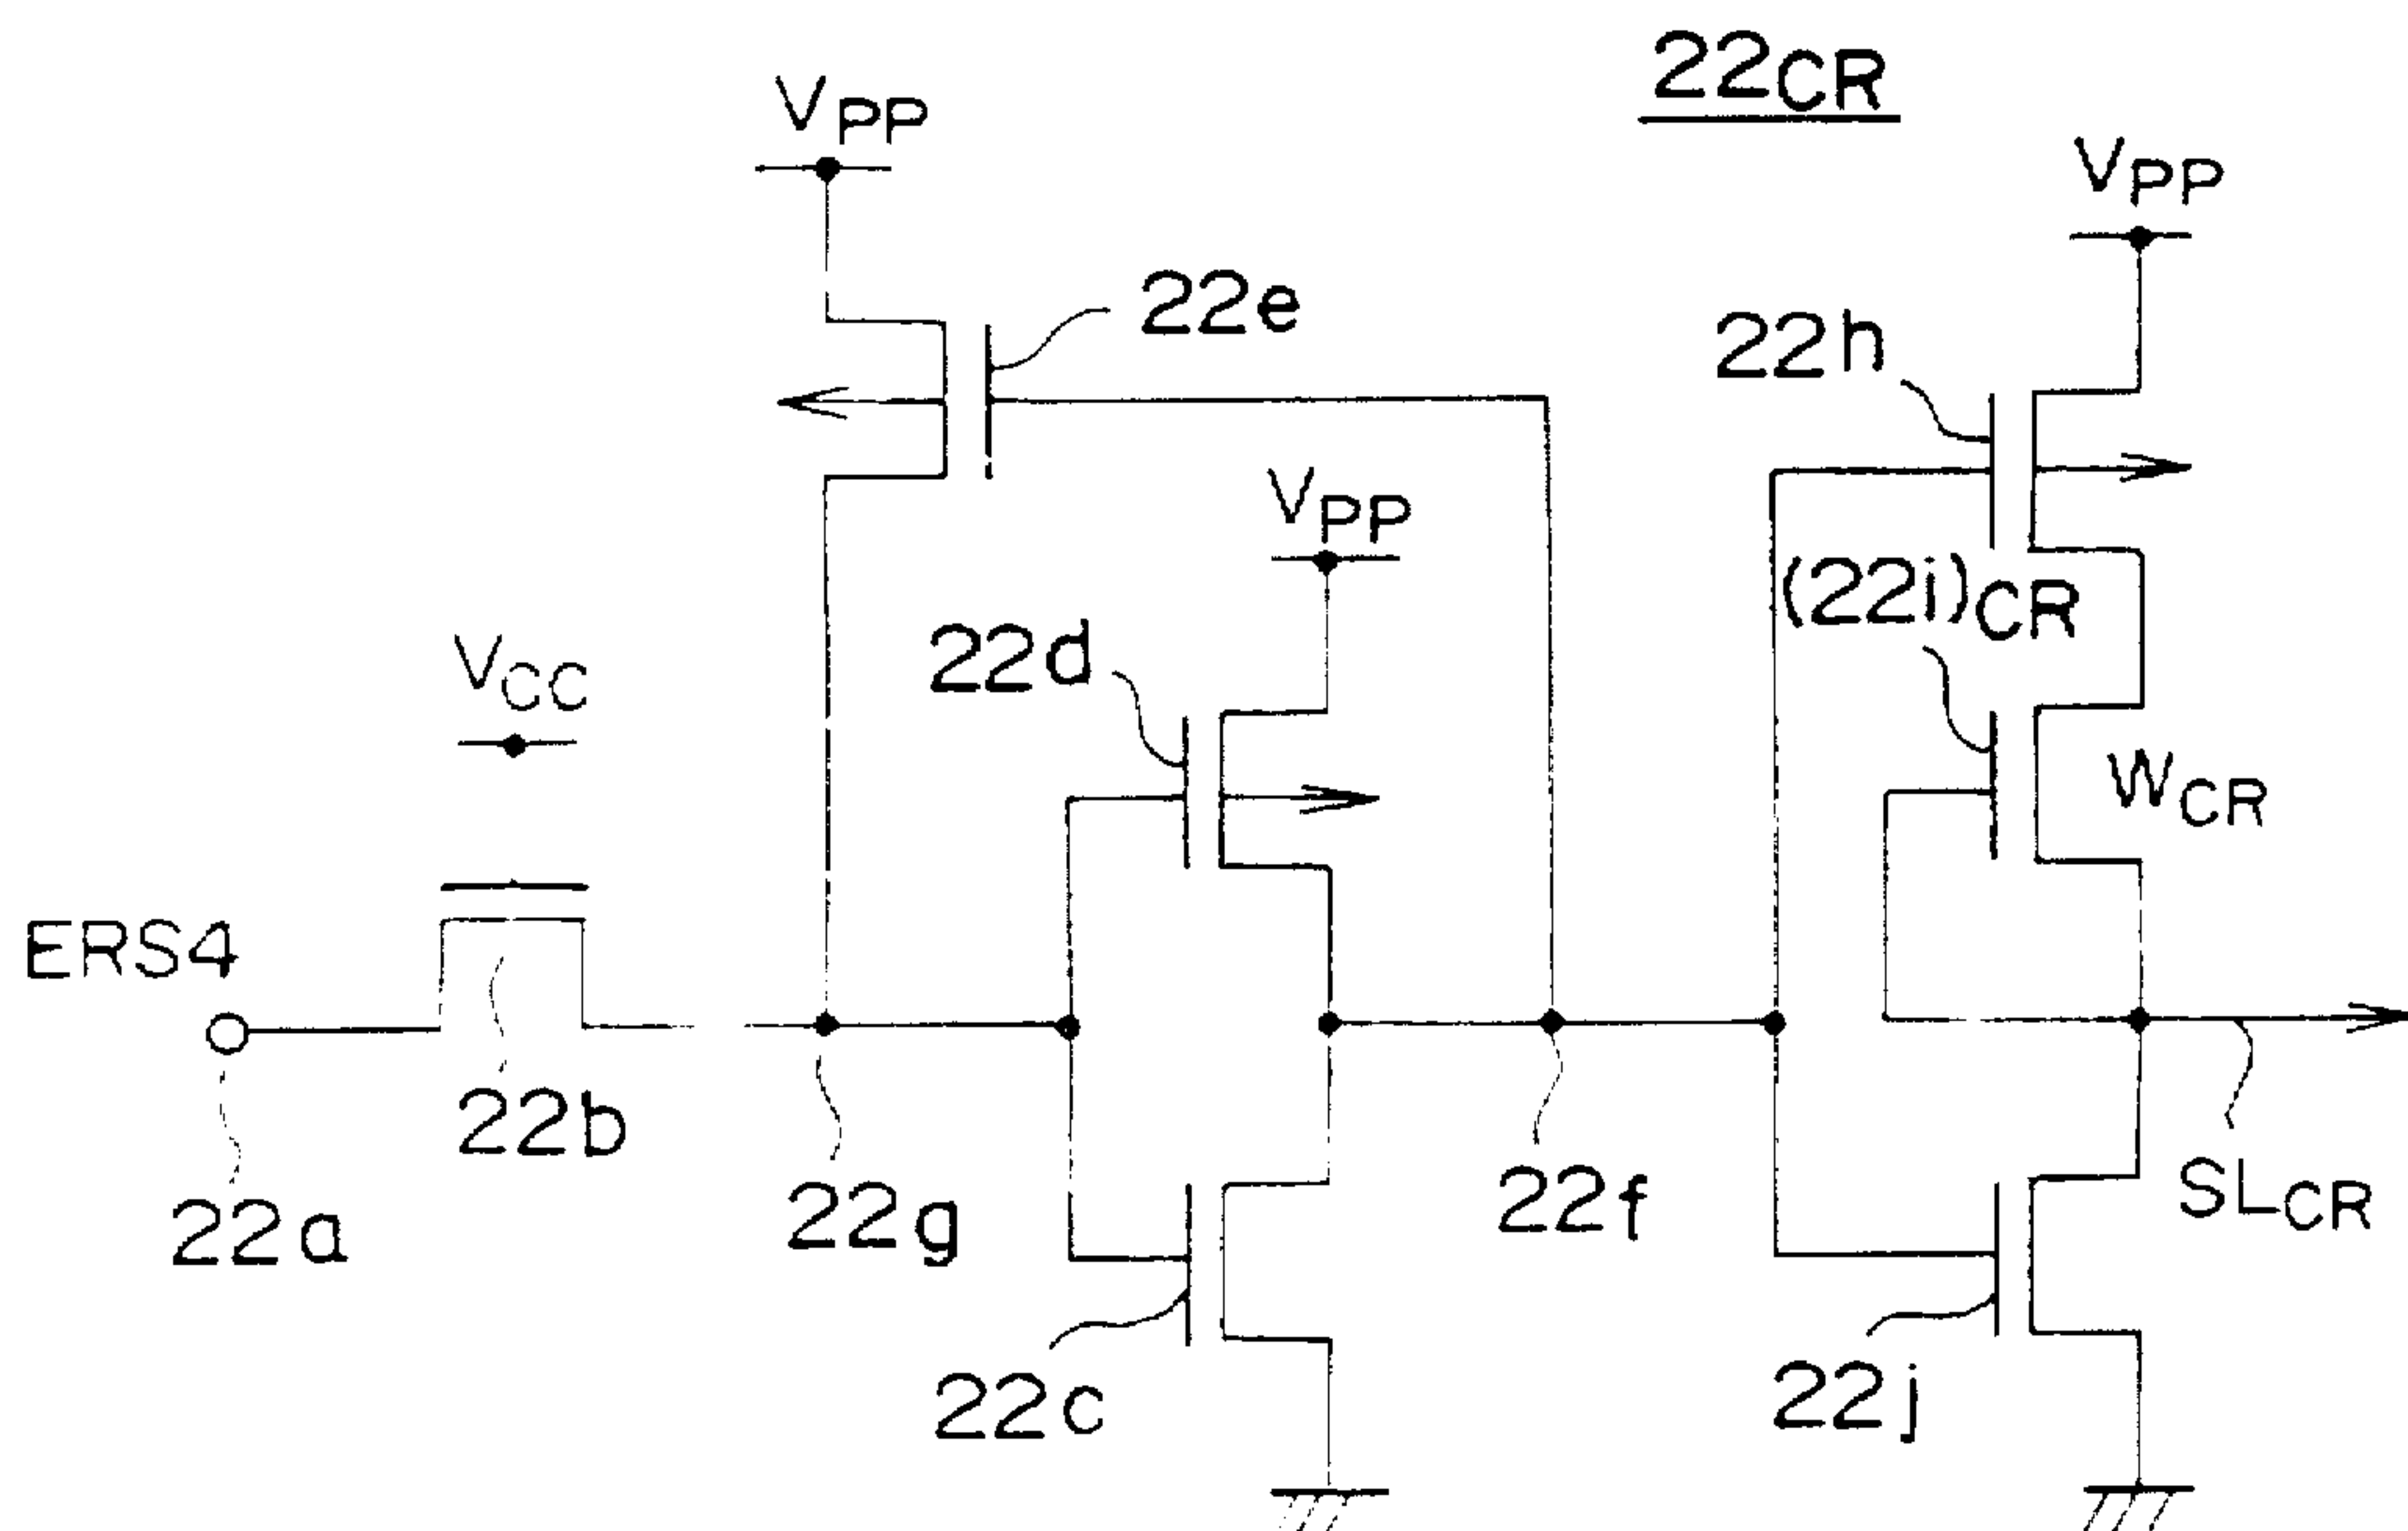 22CR
VPP
VPP
22e
22h
VPP
(22i)CR
22d
VCC
WCR
ERS4
22b
22a
22g
22f
SLCR
22c
22j